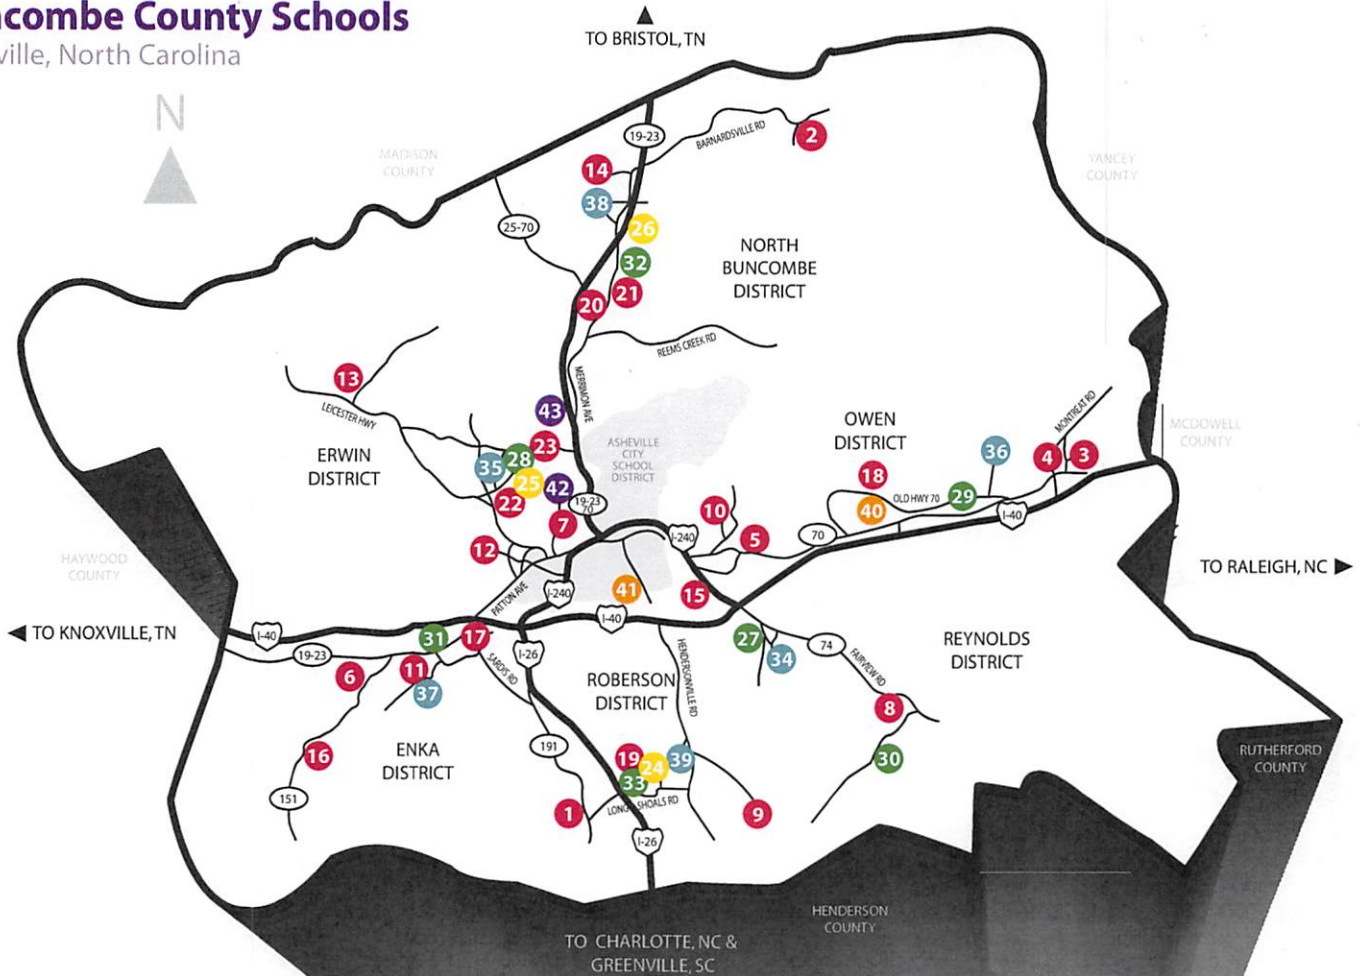 ncombe County Schools
ville, North Carolina
TO BRISTOL, TN
N
MADISON
COUNTY
19-23
BARNARDSVILLE RD
2
YANCEY
COUNTY
14
38
25-70
26
NORTH
BUNCOMBE
DISTRICT
32
21
20
REEMS CREEK RD
13
LEICESTER HWY
MERRIMON AVE
43
MONTREAT RD
OWEN
DISTRICT
MCDOWELL
COUNTY
ASHEVILLE
CITY
SCHOOL
DISTRICT
23
28
35
ERWIN
DISTRICT
36
4
3
18
25
42
22
OLD HWY 70
29
19-23
70
40
10
I-40
7
70
I-240
5
12
HAYWOOD
COUNTY
TO RALEIGH, NC
PATTON AVE
I-240
41
15
I-40
TO KNOXVILLE, TN
I-40
31
17
27
74
REYNOLDS
DISTRICT
19-23
I-26
34
6
11
SARDIS RD
HENDERSONVILLE RD
FAIRVIEW RD
37
ROBERSON
DISTRICT
8
16
ENKA
DISTRICT
191
19
24
39
30
RUTHERFORD
COUNTY
33
151
1
LONG SHOALS RD
9
I-26
HENDERSON
COUNTY
TO CHARLOTTE, NC &
GREENVILLE, SC